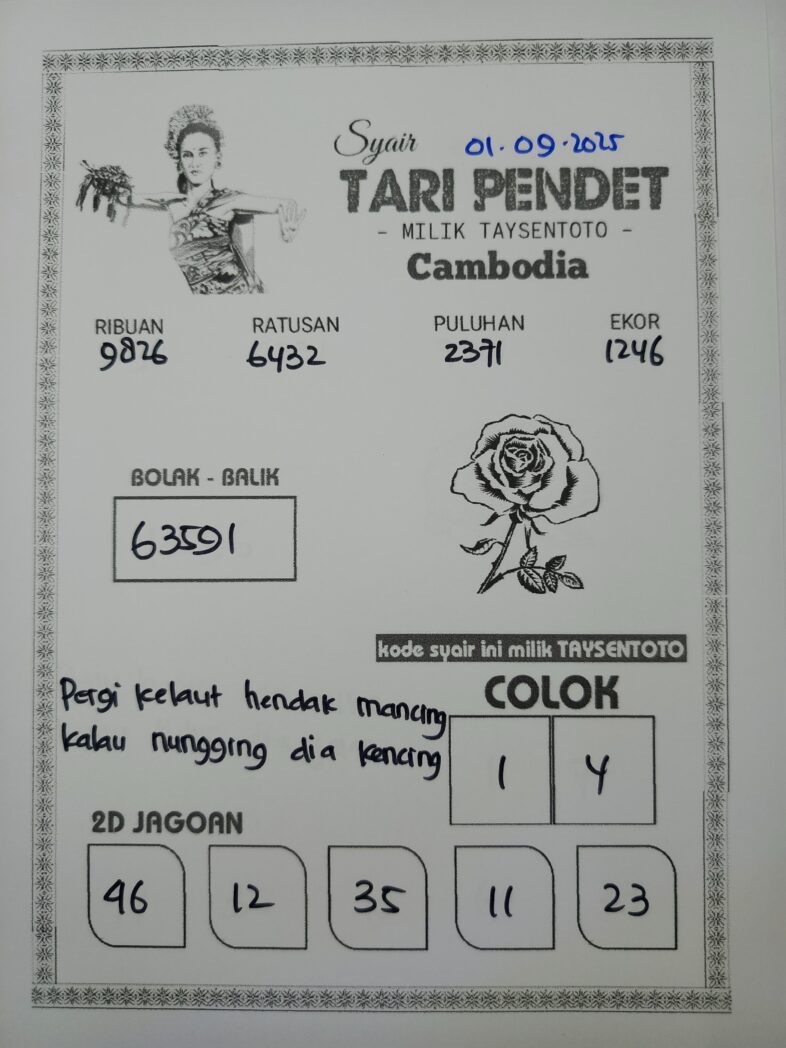 Syair 01.09.2025
TARI PENDET
- MILIK TAYSENTOTO -
Cambodia
RIBUAN RATUSAN PULUHAN EKOR
9826 6432 2371 1246
BOLAK - BALIK
63591
kode syair ini milik TAYSENTOTO
Pergi kelaut hendak mancing
kalau nungging dia kencing
COLOK
1 4
2D JAGOAN
46 12 35 11 23